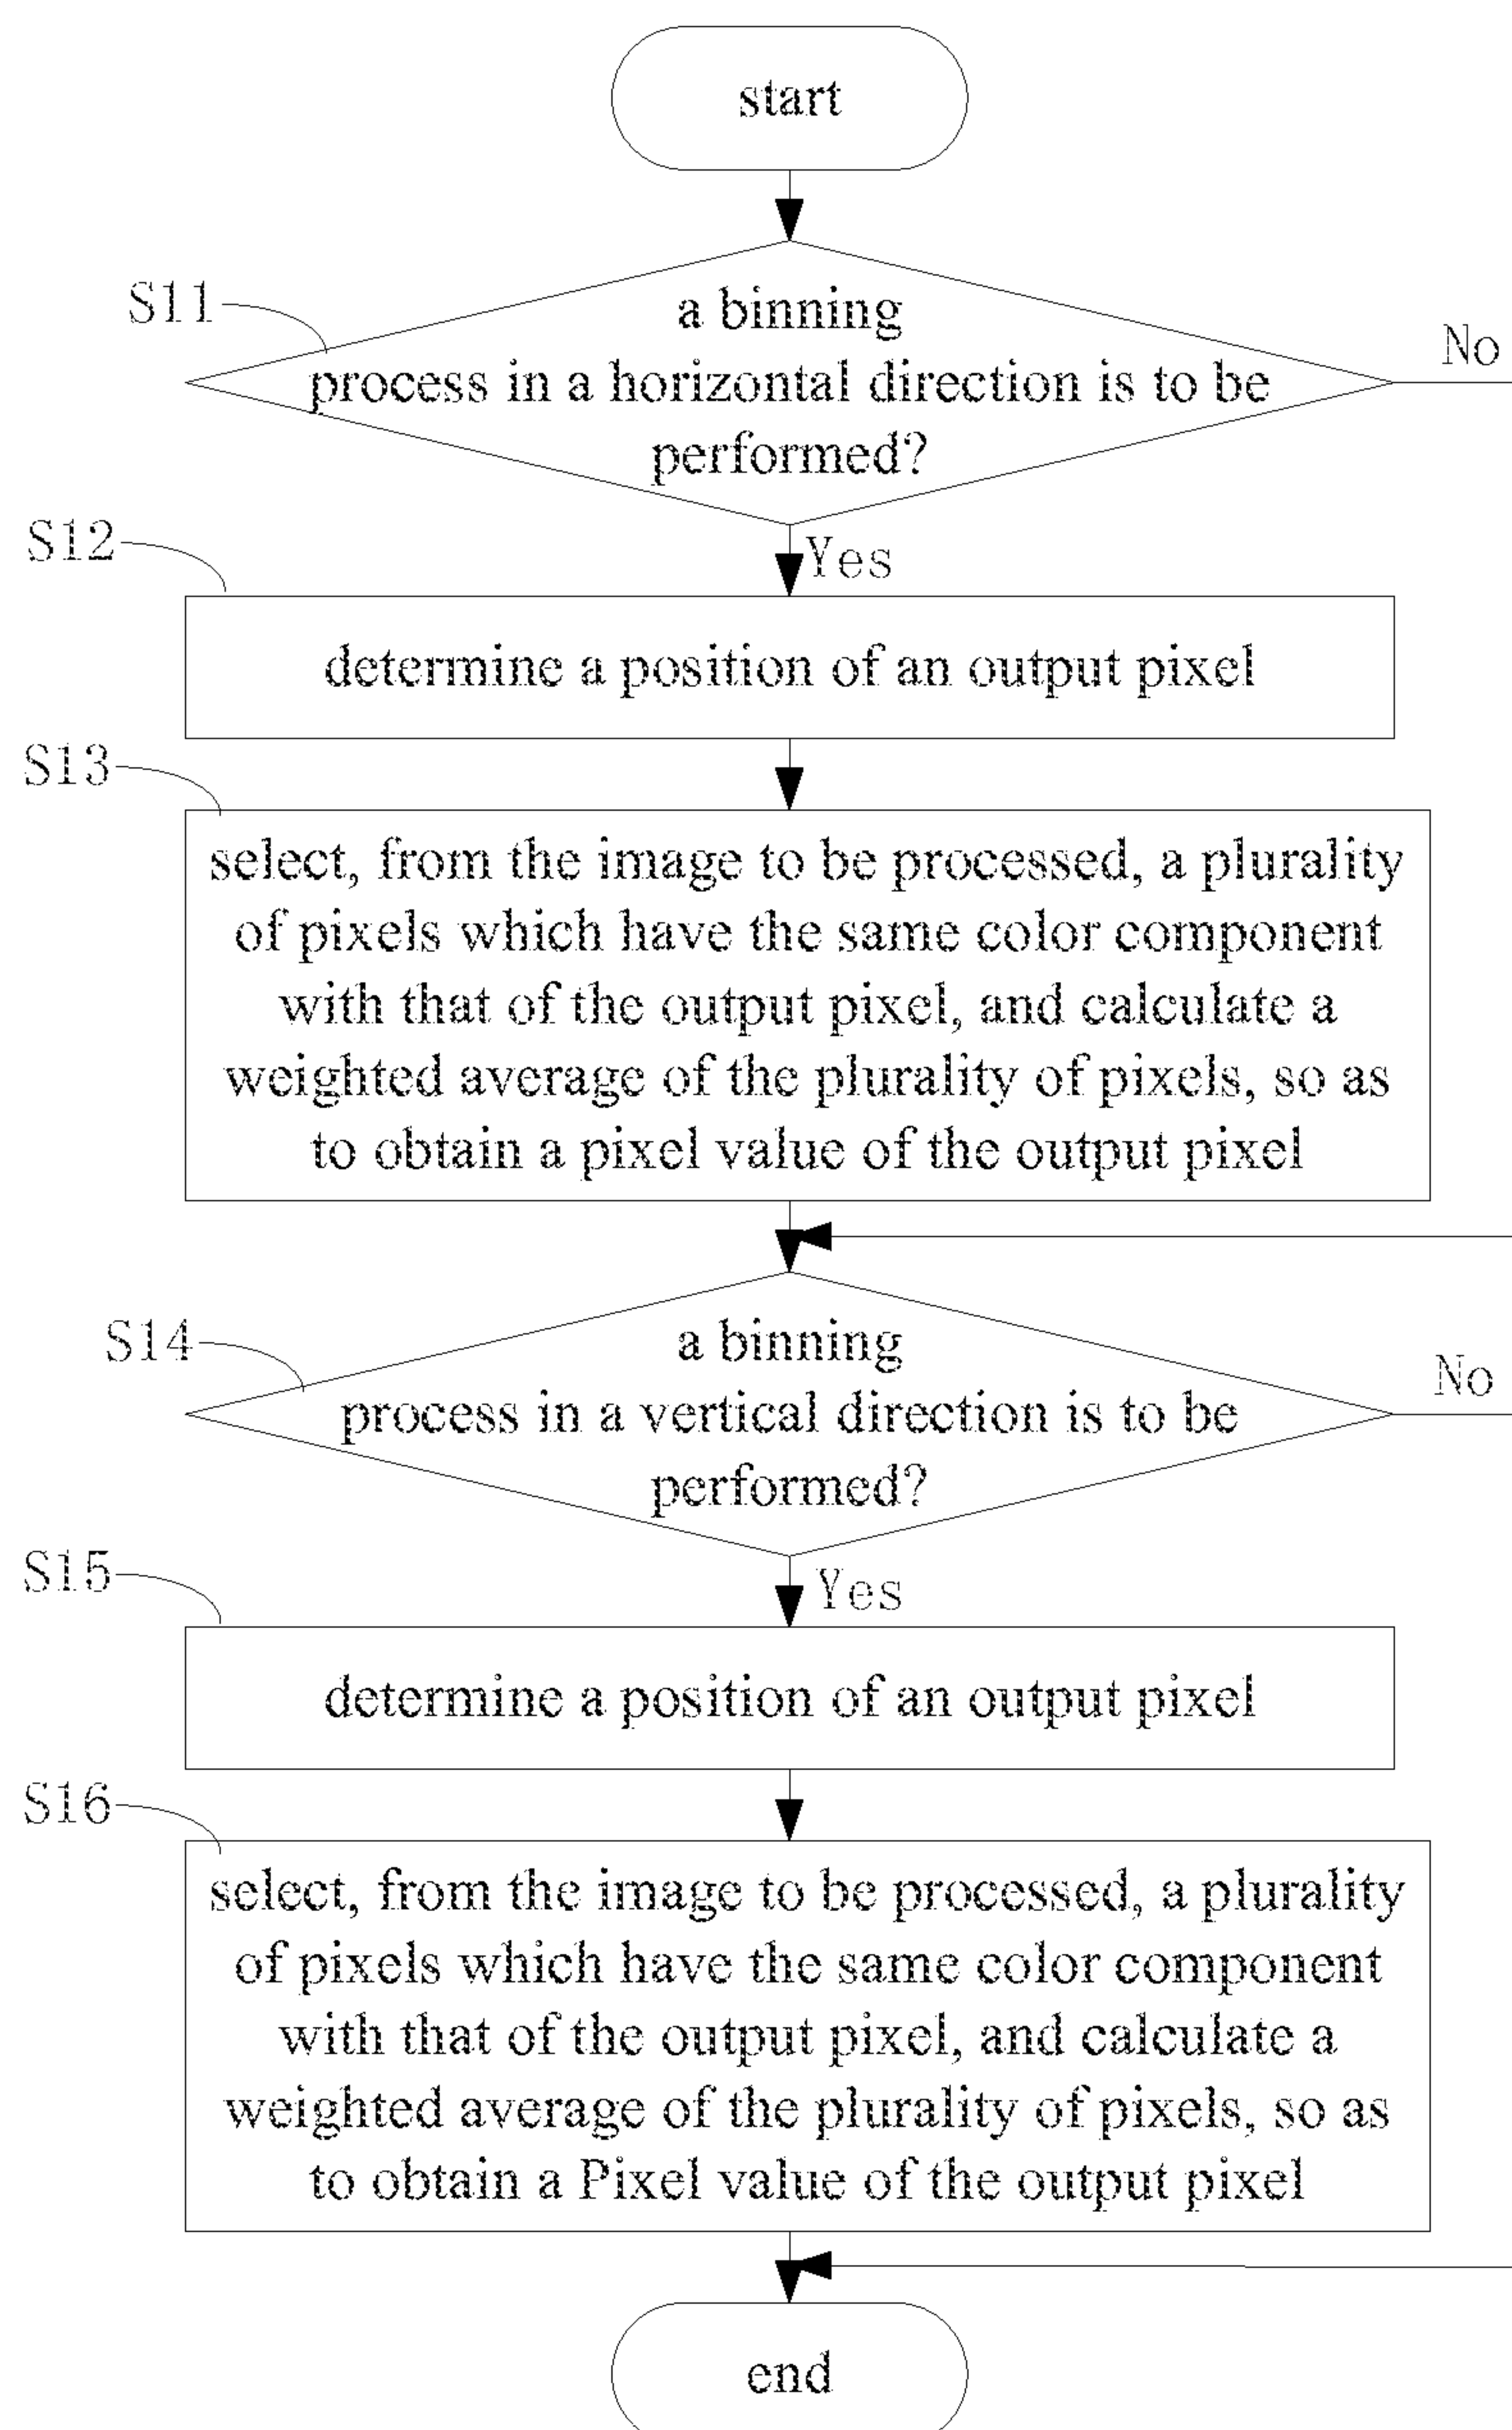 start
S11
a binning
process in a horizontal direction is to be
performed?
No
Yes
S12
determine a position of an output pixel
S13
select, from the image to be processed, a plurality
of pixels which have the same color component
with that of the output pixel, and calculate a
weighted average of the plurality of pixels, so as
to obtain a pixel value of the output pixel
S14
a binning
process in a vertical direction is to be
performed?
No
Yes
S15
determine a position of an output pixel
S16
select, from the image to be processed, a plurality
of pixels which have the same color component
with that of the output pixel, and calculate a
weighted average of the plurality of pixels, so as
to obtain a Pixel value of the output pixel
end